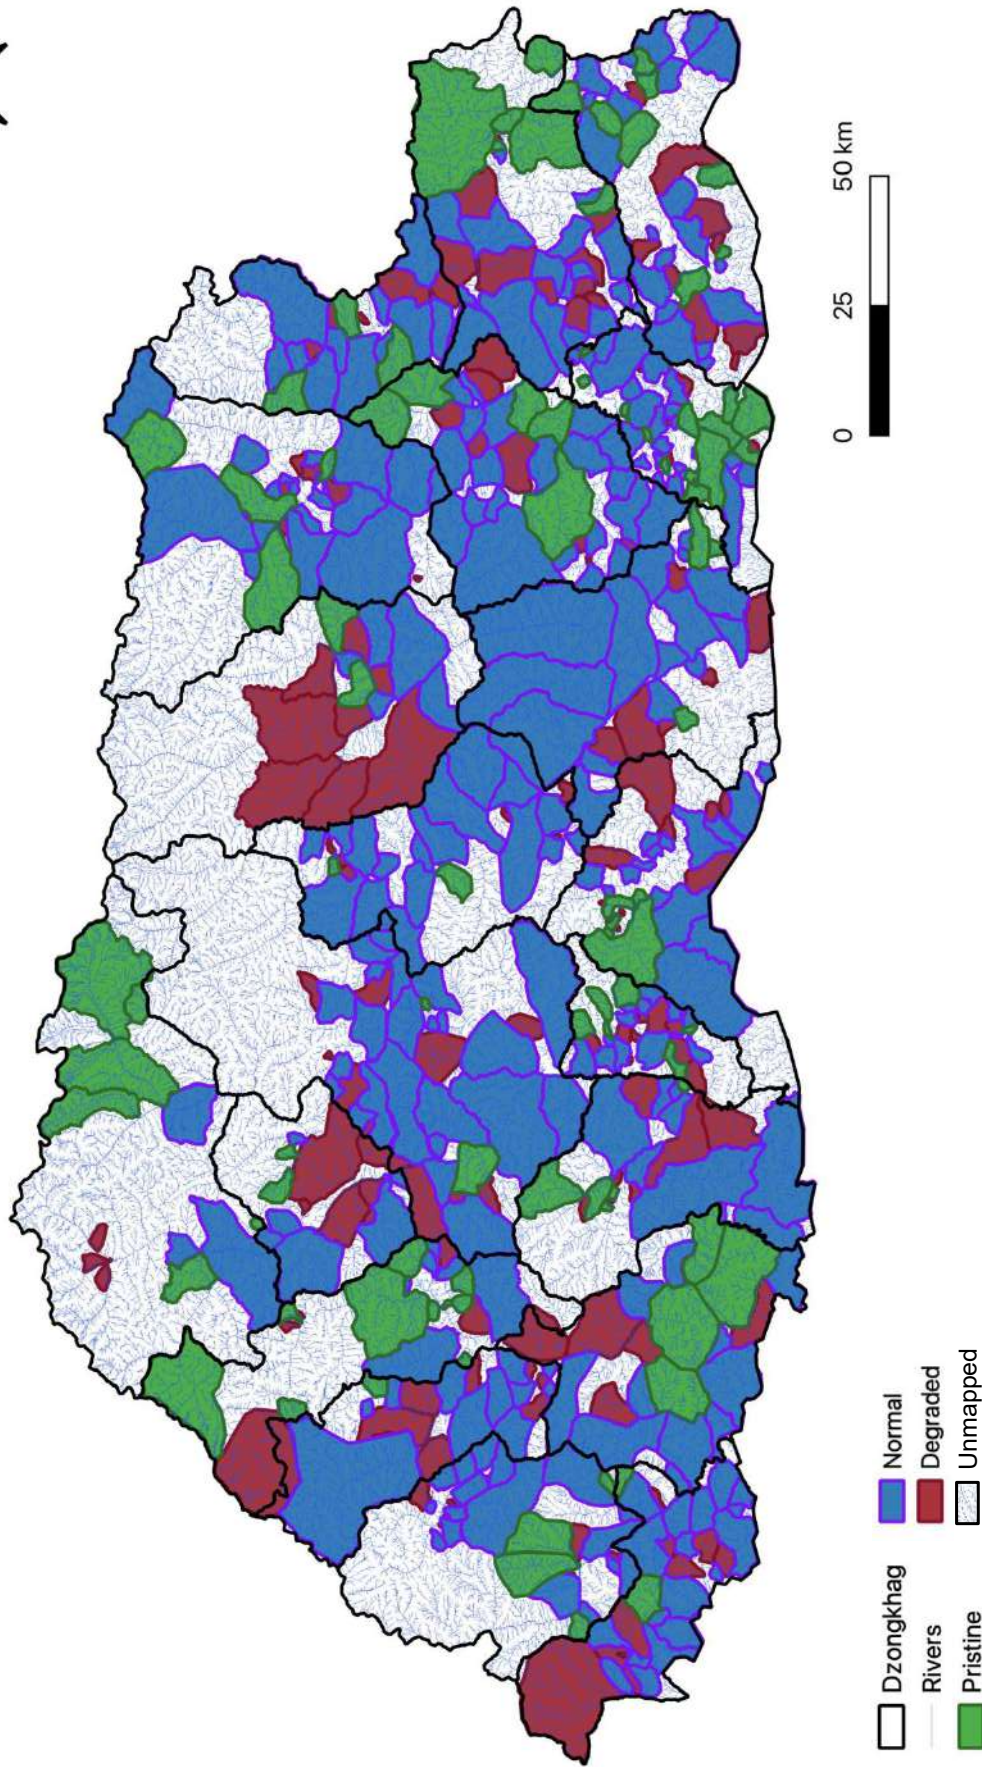 0 25 50 km
Dzongkhag
Rivers
Pristine
Normal
Degraded
Unmapped